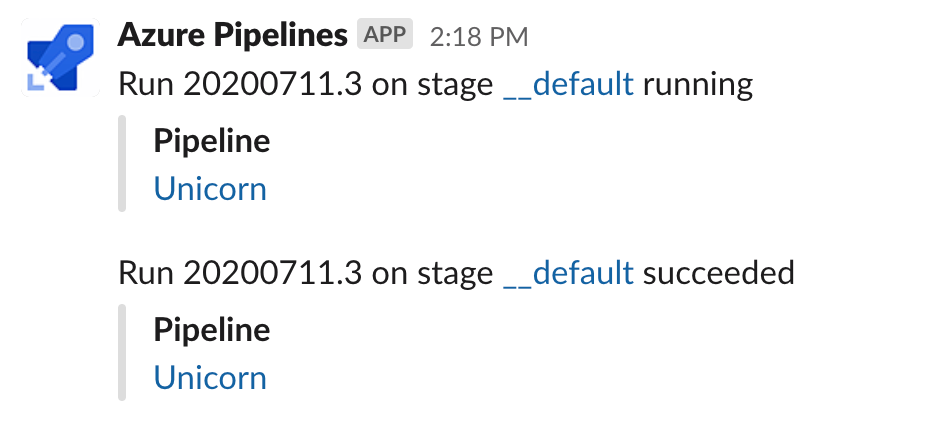 Azure Pipelines APP 2:18 PM
Run 20200711.3 on stage __default running
Pipeline
Unicorn
Run 20200711.3 on stage __default succeeded
Pipeline
Unicorn